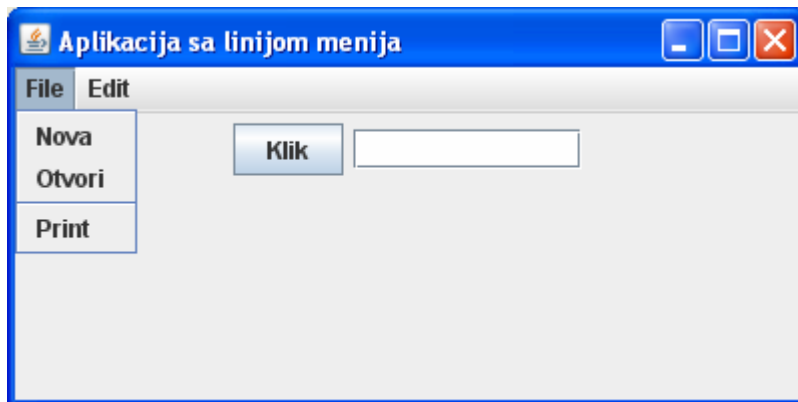 Aplikacija sa linijom menija
File Edit
Nova
Otvori
Print
Klik